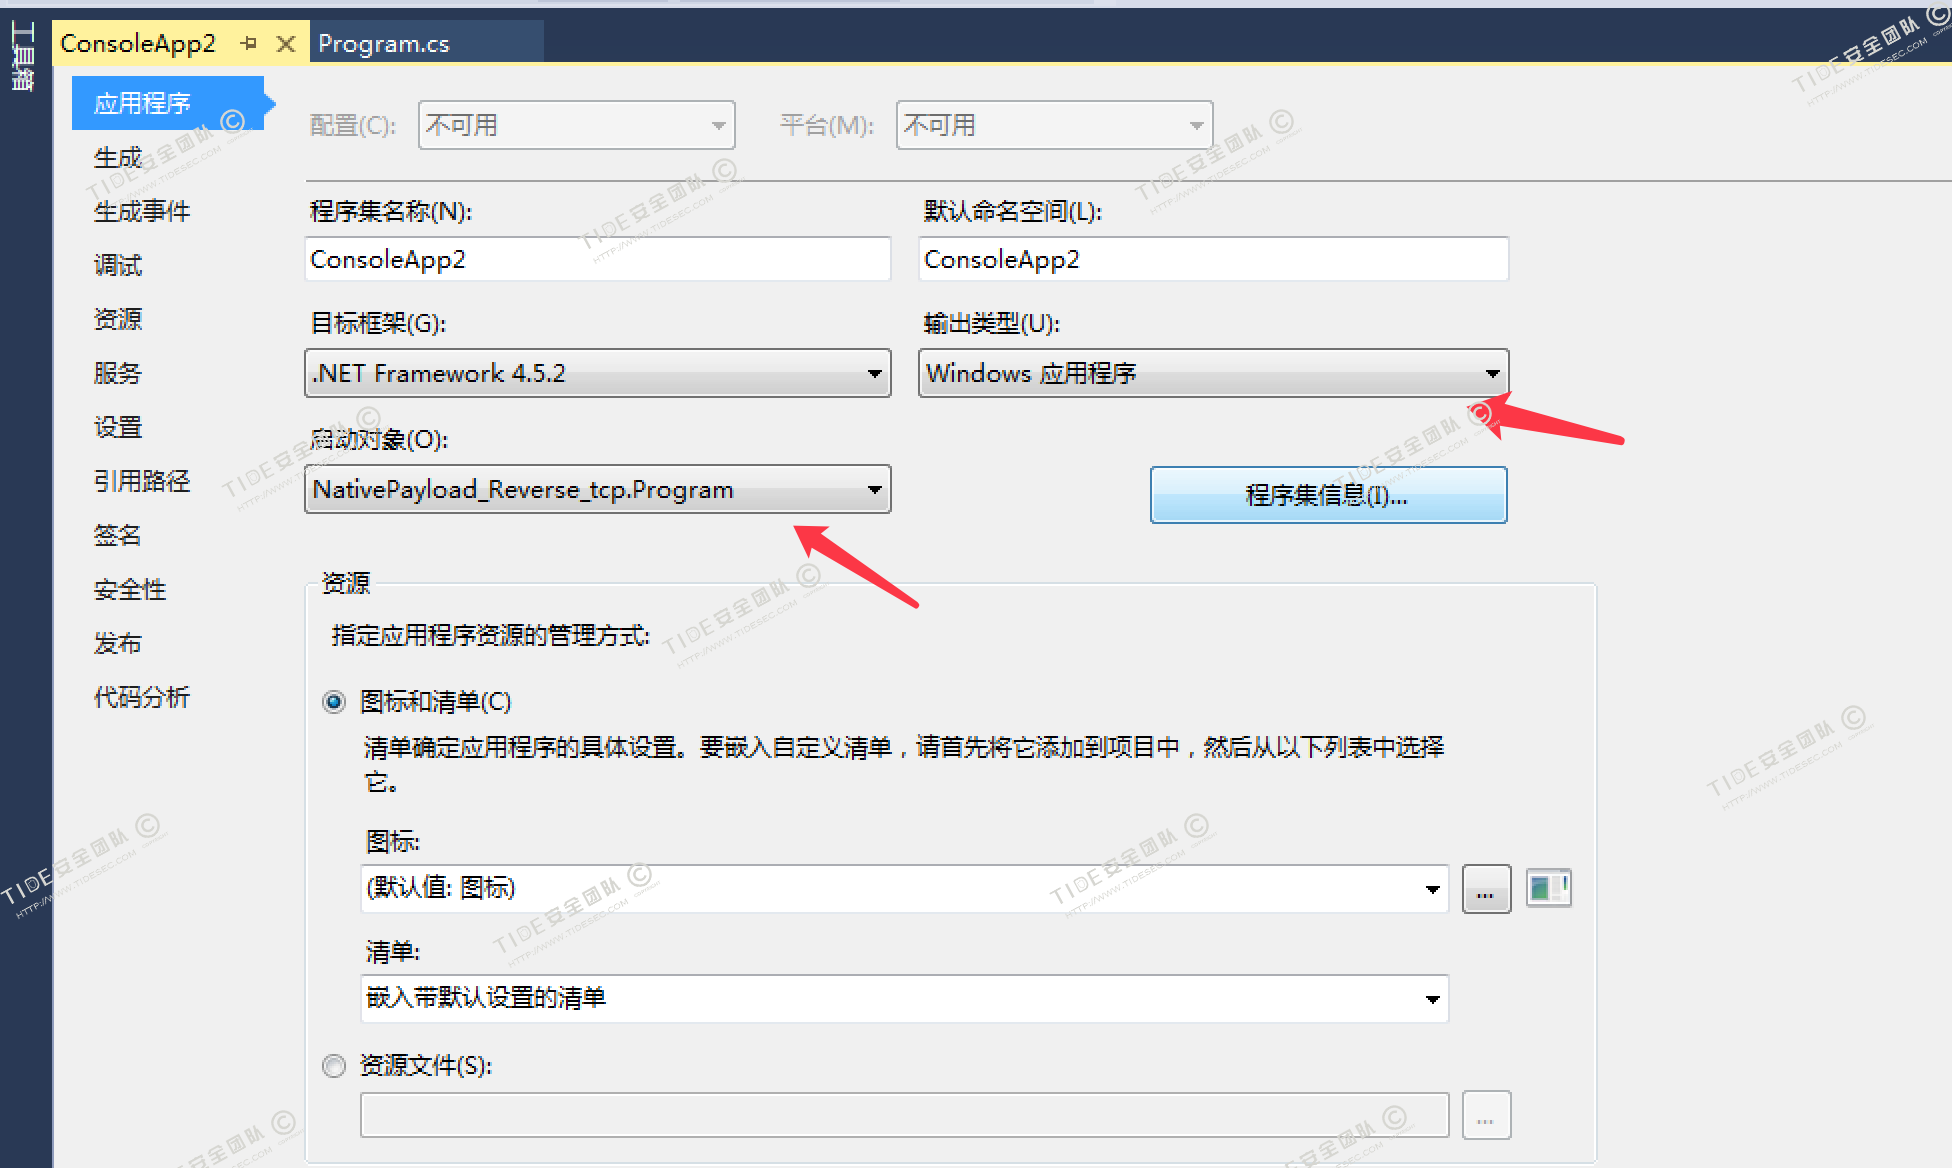 工具箱
ConsoleApp2
Program.cs
应用程序
生成
生成事件
调试
资源
服务
设置
引用路径
签名
安全性
发布
代码分析
配置(C):
不可用
平台(M):
不可用
程序集名称(N):
默认命名空间(L):
ConsoleApp2
ConsoleApp2
目标框架(G):
输出类型(U):
.NET Framework 4.5.2
Windows 应用程序
启动对象(O):
NativePayload_Reverse_tcp.Program
程序集信息(I)...
资源
指定应用程序资源的管理方式:
图标和清单(C)
清单确定应用程序的具体设置。要嵌入自定义清单，请首先将它添加到项目中，然后从以下列表中选择
它。
图标:
(默认值: 图标)
...
清单:
嵌入带默认设置的清单
资源文件(S):
...
TIDE安全团队 ©
HTTP://WWW.TIDESEC.COM